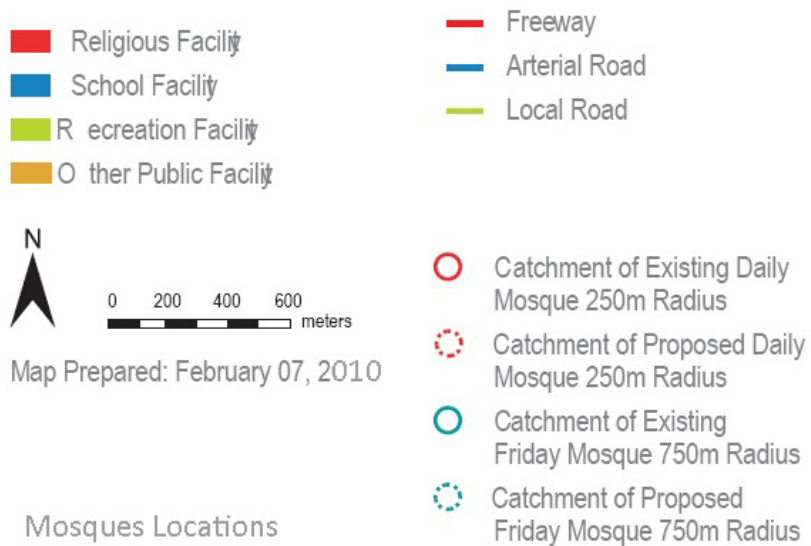 Religious Facility
School Facility
R ecreation Facility
O ther Public Facility
N
0 200 400 600
meters
Map Prepared: February 07, 2010
Mosques Locations
Freeway
Arterial Road
Local Road
Catchment of Existing Daily
Mosque 250m Radius
Catchment of Proposed Daily
Mosque 250m Radius
Catchment of Existing
Friday Mosque 750m Radius
Catchment of Proposed
Friday Mosque 750m Radius